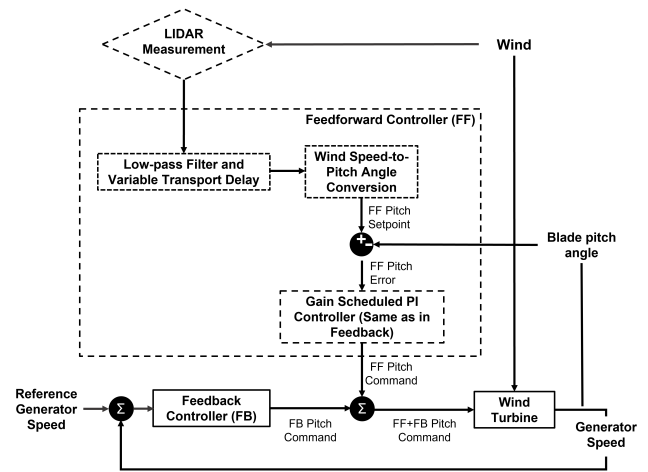 LIDAR
Measurement
Wind
Feedforward Controller (FF)
Low-pass Filter and
Variable Transport Delay
Wind Speed-to-
Pitch Angle
Conversion
FF Pitch
Setpoint
+
−
Blade pitch
angle
FF Pitch
Error
Gain Scheduled PI
Controller (Same as in
Feedback)
FF Pitch
Command
Reference
Generator
Speed
Σ
Feedback
Controller (FB)
FB Pitch
Command
Σ
FF+FB Pitch
Command
Wind
Turbine
Generator
Speed